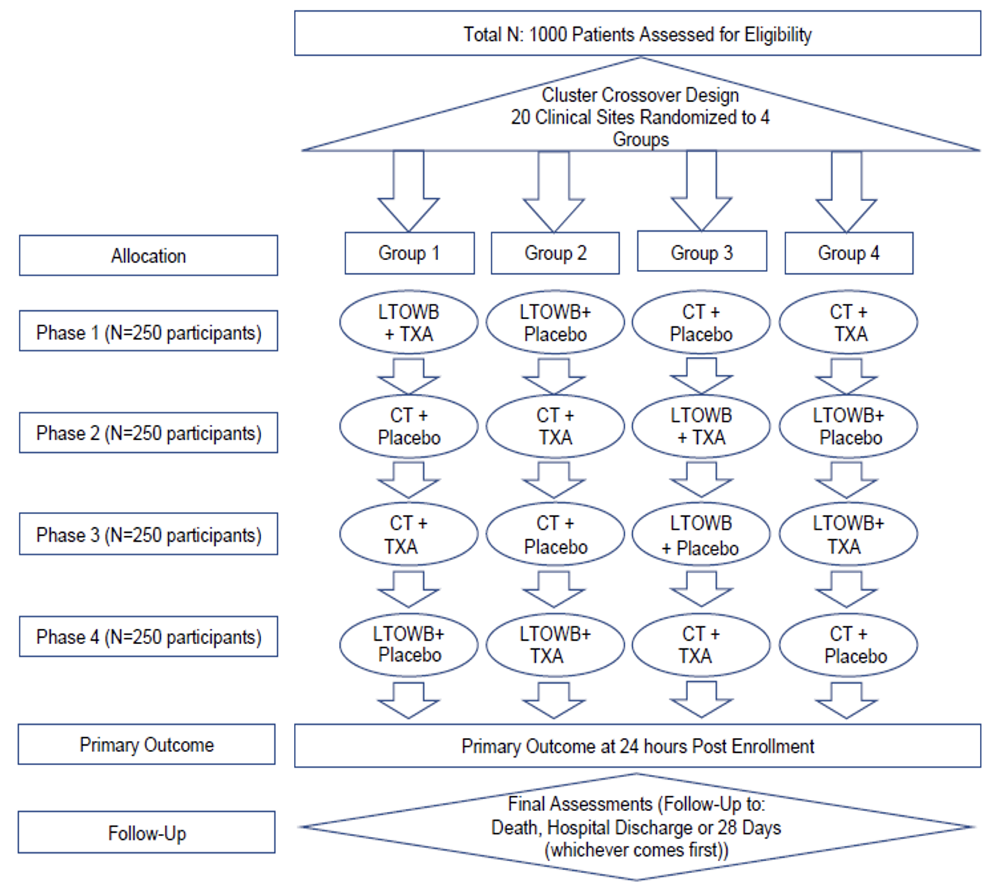 Total N: 1000 Patients Assessed for Eligibility
Cluster Crossover Design
20 Clinical Sites Randomized to 4
Groups
Allocation
Group 1
Group 2
Group 3
Group 4
Phase 1 (N=250 participants)
LTOWB
+ TXA
LTOWB+
Placebo
CT +
Placebo
CT +
TXA
Phase 2 (N=250 participants)
CT +
Placebo
CT +
TXA
LTOWB
+ TXA
LTOWB+
Placebo
Phase 3 (N=250 participants)
CT +
TXA
CT +
Placebo
LTOWB
+ Placebo
LTOWB+
TXA
Phase 4 (N=250 participants)
LTOWB+
Placebo
LTOWB+
TXA
CT +
TXA
CT +
Placebo
Primary Outcome
Primary Outcome at 24 hours Post Enrollment
Follow-Up
Final Assessments (Follow-Up to:
Death, Hospital Discharge or 28 Days
(whichever comes first))